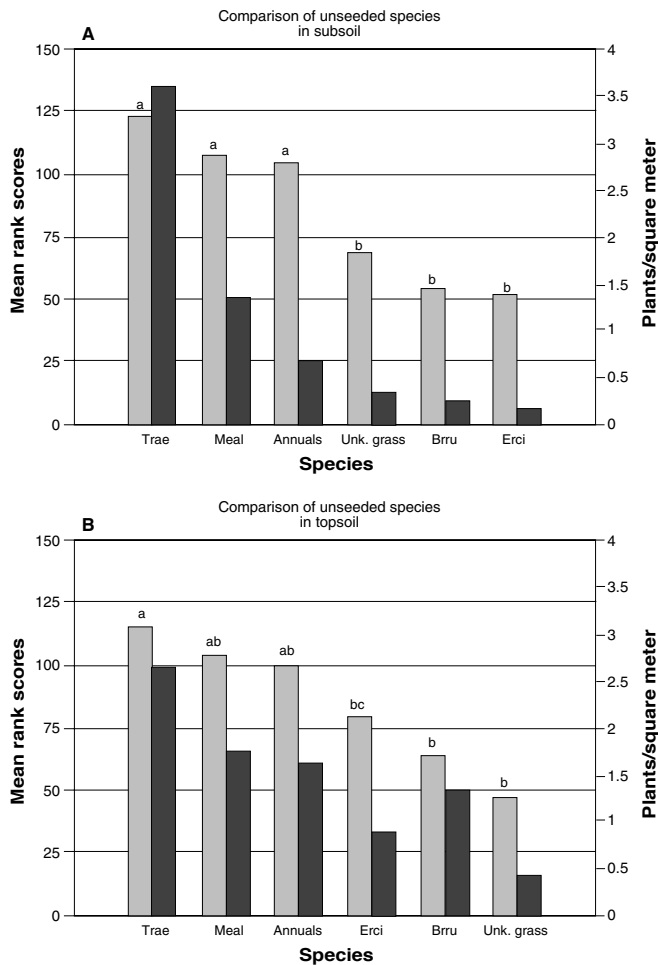 Comparison of unseeded species
in subsoil
A
150
125
100
75
50
25
0
Mean rank scores
4
3.5
3
2.5
2
1.5
1
0.5
0
Plants/square meter
a
a
a
b
b
b
Trae Meal Annuals Unk. grass Brru Erci
Species
Comparison of unseeded species
in topsoil
B
150
125
100
75
50
25
0
Mean rank scores
4
3.5
3
2.5
2
1.5
1
0.5
0
Plants/square meter
a
ab
ab
bc
b
b
Trae Meal Annuals Erci Brru Unk. grass
Species